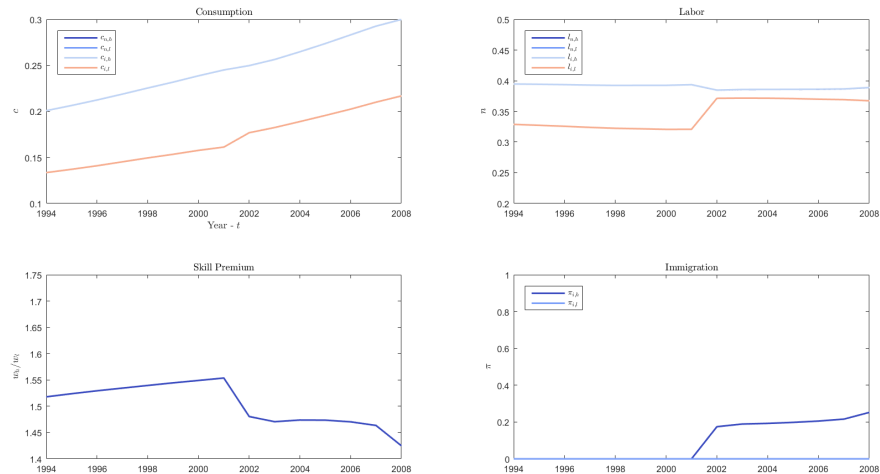 Consumption
0.3
0.25
0.2
0.15
0.1
c
c_{n,h}
c_{n,l}
c_{i,h}
c_{i,l}
1994 1996 1998 2000 2002 2004 2006 2008
Year - t
Labor
0.5
0.45
0.4
0.35
0.3
0.25
0.2
n
l_{n,h}
l_{n,l}
l_{i,h}
l_{i,l}
1994 1996 1998 2000 2002 2004 2006 2008
Skill Premium
1.75
1.7
1.65
1.6
1.55
1.5
1.45
1.4
w_h/w_l
1994 1996 1998 2000 2002 2004 2006 2008
Immigration
1
0.8
0.6
0.4
0.2
0
π
π_{i,h}
π_{i,l}
1994 1996 1998 2000 2002 2004 2006 2008